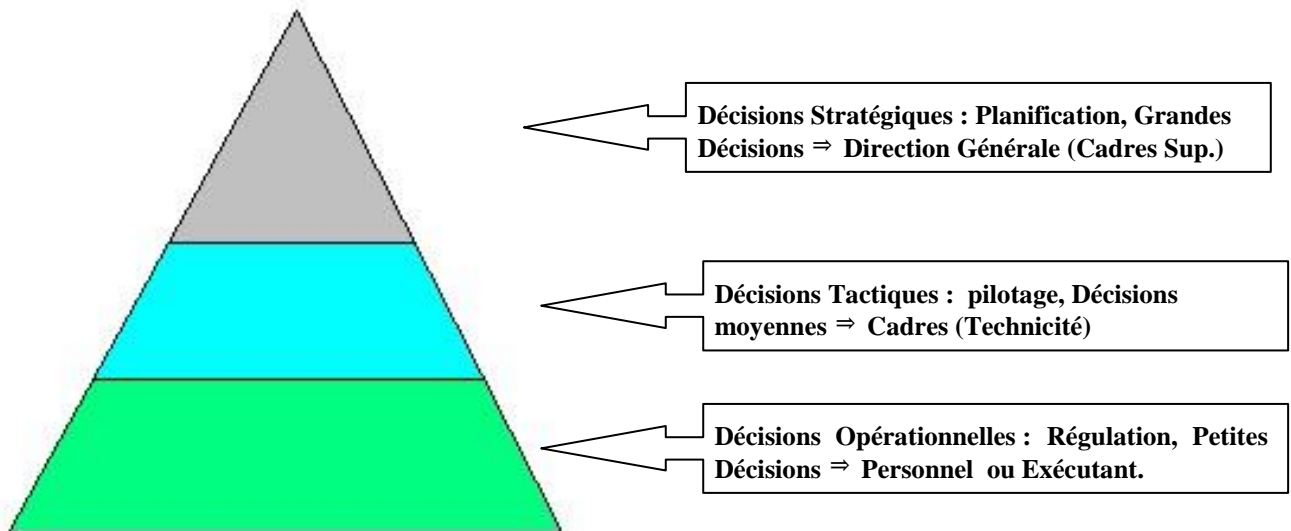 Décisions Stratégiques : Planification, Grandes
Décisions ⇒ Direction Générale (Cadres Sup.)
Décisions Tactiques : pilotage, Décisions
moyennes ⇒ Cadres (Technicité)
Décisions Opérationnelles : Régulation, Petites
Décisions ⇒ Personnel ou Exécutant.